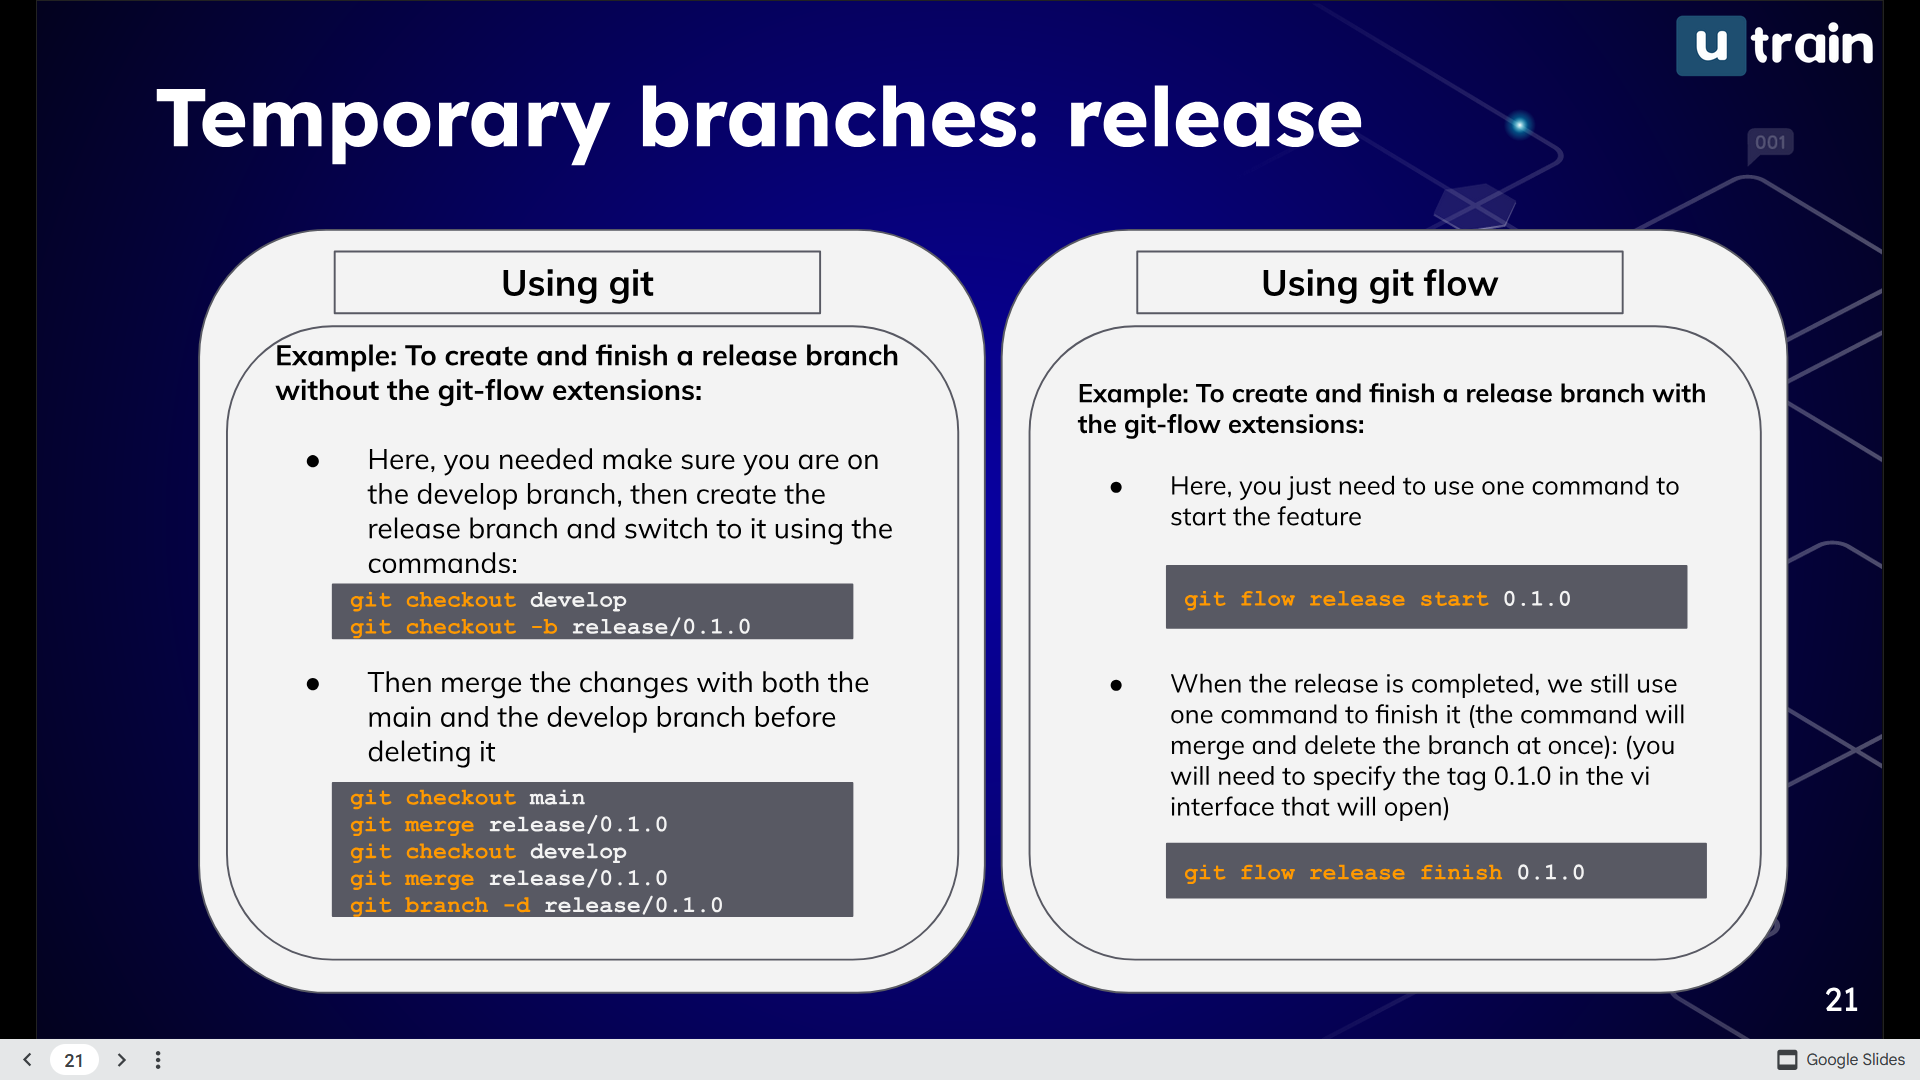 u train
Temporary branches: release
001
Using git
Example: To create and finish a release branch
without the git-flow extensions:
● Here, you needed make sure you are on
the develop branch, then create the
release branch and switch to it using the
commands:
git checkout develop
git checkout -b release/0.1.0
● Then merge the changes with both the
main and the develop branch before
deleting it
git checkout main
git merge release/0.1.0
git checkout develop
git merge release/0.1.0
git branch -d release/0.1.0
Using git flow
Example: To create and finish a release branch with
the git-flow extensions:
● Here, you just need to use one command to
start the feature
git flow release start 0.1.0
● When the release is completed, we still use
one command to finish it (the command will
merge and delete the branch at once): (you
will need to specify the tag 0.1.0 in the vi
interface that will open)
git flow release finish 0.1.0
21
21
Google Slides